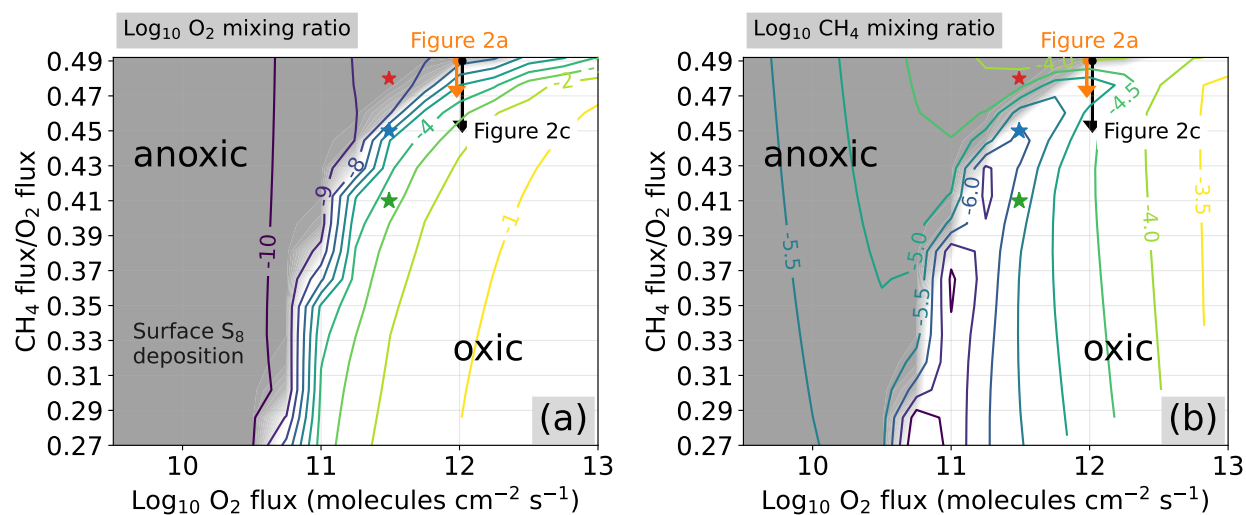 Log₁₀ O₂ mixing ratio
Figure 2a
0.49
0.47
0.45
0.43
0.41
0.39
0.37
0.35
0.33
0.31
0.29
0.27
CH₄ flux/O₂ flux
anoxic
Surface S₈
deposition
oxic
Figure 2c
-10
-9
-8
-4
-2
-1
(a)
10
11
12
13
Log₁₀ O₂ flux (molecules cm⁻² s⁻¹)
Log₁₀ CH₄ mixing ratio
Figure 2a
0.49
0.47
0.45
0.43
0.41
0.39
0.37
0.35
0.33
0.31
0.29
0.27
CH₄ flux/O₂ flux
anoxic
oxic
Figure 2c
-4.0
-4.5
-6.0
-5.0
-5.5
-5.5
-4.0
-3.5
(b)
10
11
12
13
Log₁₀ O₂ flux (molecules cm⁻² s⁻¹)